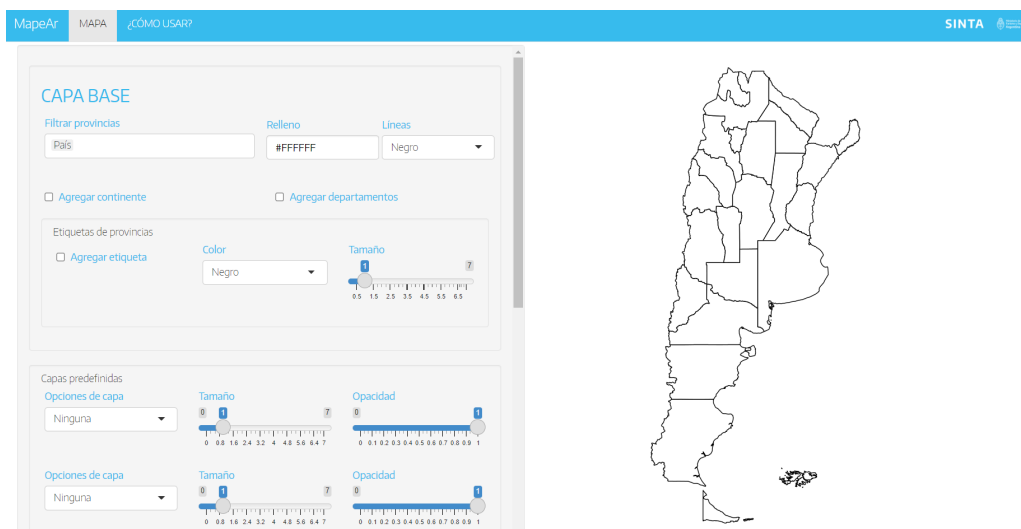 MapeAr MAPA ¿CÓMO USAR? SINTA
CAPA BASE
Filtrar provincias Relleno Líneas
País #FFFFFF Negro
Agregar continente Agregar departamentos
Etiquetas de provincias
Agregar etiqueta Color Tamaño
Negro 1 7
0.5 1.5 2.5 3.5 4.5 5.5 6.5
Capas predefinidas
Opciones de capa Tamaño Opacidad
Ninguna 0 1 7 0 1
0 0.8 1.6 2.4 3.2 4 4.8 5.6 6.4 7 0 0.1 0.2 0.3 0.4 0.5 0.6 0.7 0.8 0.9 1
Opciones de capa Tamaño Opacidad
Ninguna 0 1 7 0 1
0 0.8 1.6 2.4 3.2 4 4.8 5.6 6.4 7 0 0.1 0.2 0.3 0.4 0.5 0.6 0.7 0.8 0.9 1